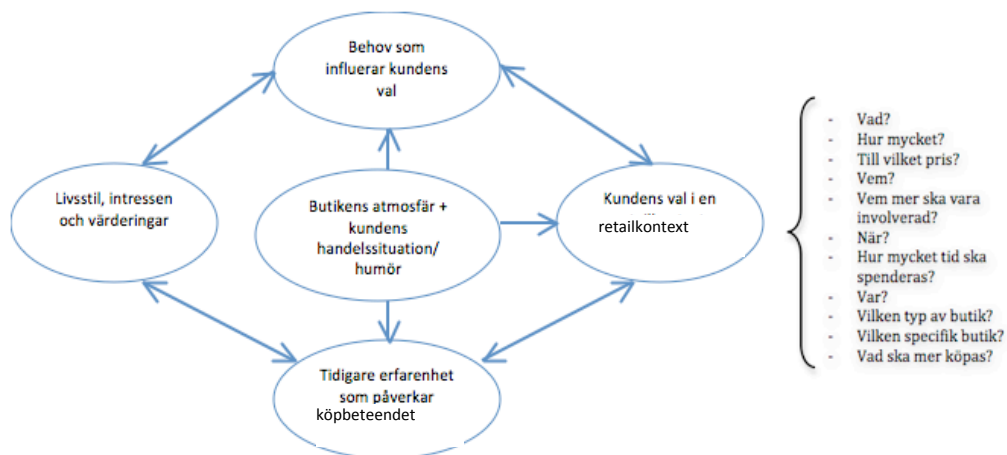 Behov som
influerar kundens
val
Livsstil, intressen
och värderingar
Butikens atmosfär +
kundens
handelssituation/
humör
Kundens val i en
retailkontext
Tidigare erfarenhet
som påverkar
köpbeteendet
- Vad?
- Hur mycket?
- Till vilket pris?
- Vem?
- Vem mer ska vara
involverad?
- När?
- Hur mycket tid ska
spenderas?
- Var?
- Vilken typ av butik?
- Vilken specifik butik?
- Vad ska mer köpas?